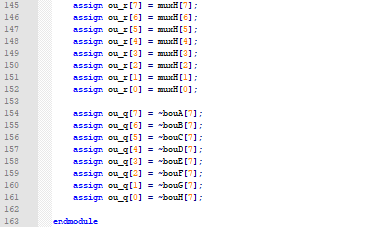 145 assign ou_r[7] = muxH[7];
146 assign ou_r[6] = muxH[6];
147 assign ou_r[5] = muxH[5];
148 assign ou_r[4] = muxH[4];
149 assign ou_r[3] = muxH[3];
150 assign ou_r[2] = muxH[2];
151 assign ou_r[1] = muxH[1];
152 assign ou_r[0] = muxH[0];
153
154 assign ou_q[7] = ~bouA[7];
155 assign ou_q[6] = ~bouB[7];
156 assign ou_q[5] = ~bouC[7];
157 assign ou_q[4] = ~bouD[7];
158 assign ou_q[3] = ~bouE[7];
159 assign ou_q[2] = ~bouF[7];
160 assign ou_q[1] = ~bouG[7];
161 assign ou_q[0] = ~bouH[7];
162
163 endmodule